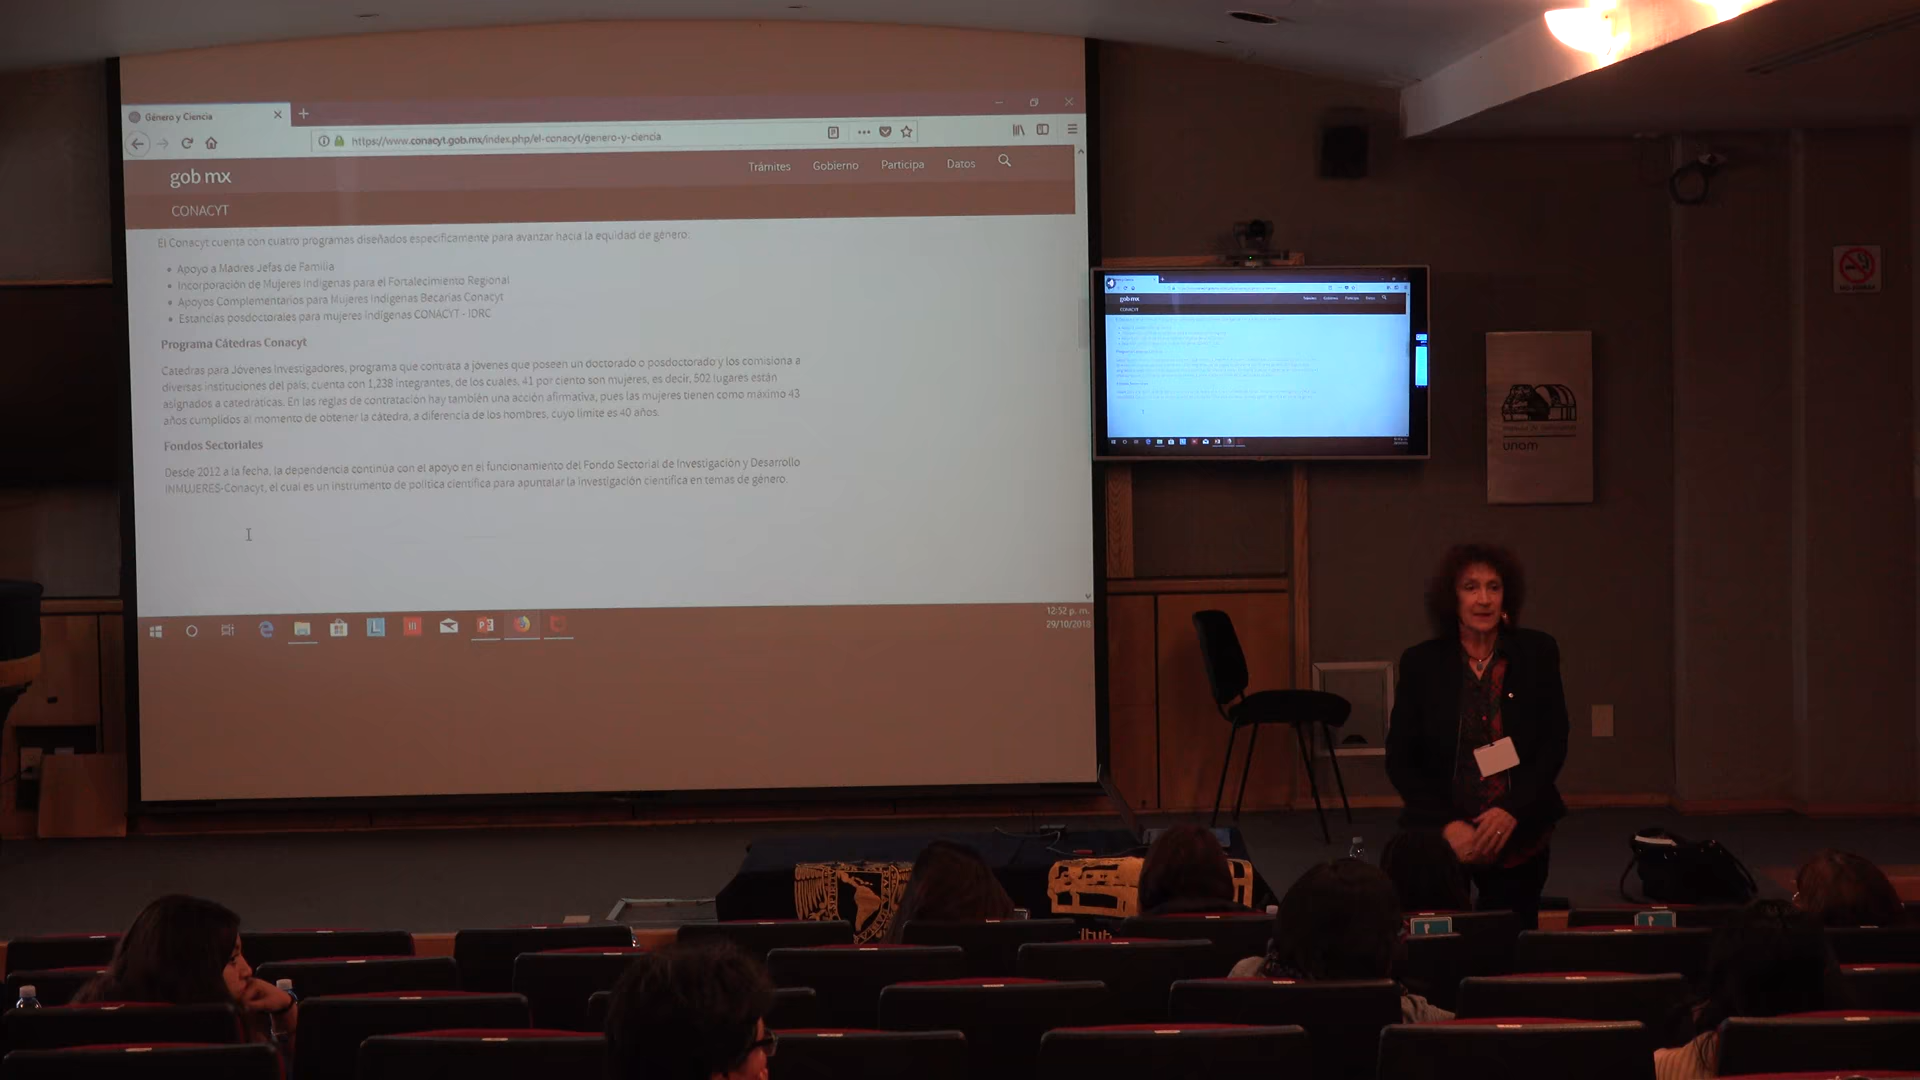 Género y Ciencia
https://www.conacyt.gob.mx/index.php/el-conacyt/genero-y-ciencia
gob mx
Trámites Gobierno Participa Datos
CONACYT
El Conacyt cuenta con cuatro programas diseñados específicamente para avanzar hacia la equidad de género:
Apoyo a Madres Jefas de Familia
Incorporación de Mujeres Indígenas para el Fortalecimiento Regional
Apoyos Complementarios para Mujeres Indígenas Becarias Conacyt
Estancias posdoctorales para mujeres indígenas CONACYT - IDRC
Programa Cátedras Conacyt
Catedras para Jóvenes Investigadores, programa que contrata a jóvenes que poseen un doctorado o posdoctorado y los comisiona a
diversas instituciones del país; cuenta con 1,238 integrantes, de los cuales, 41 por ciento son mujeres, es decir, 502 lugares están
asignados a catedráticas. En las reglas de contratación hay también una acción afirmativa, pues las mujeres tienen como máximo 43
años cumplidos al momento de obtener la cátedra, a diferencia de los hombres, cuyo límite es 40 años.
Fondos Sectoriales
Desde 2012 a la fecha, la dependencia continúa con el apoyo en el funcionamiento del Fondo Sectorial de Investigación y Desarrollo
INMUJERES-Conacyt, el cual es un instrumento de política científica para apuntalar la investigación científica en temas de género.
12:52 p. m.
29/10/2018
gob mx
CONACYT
unam